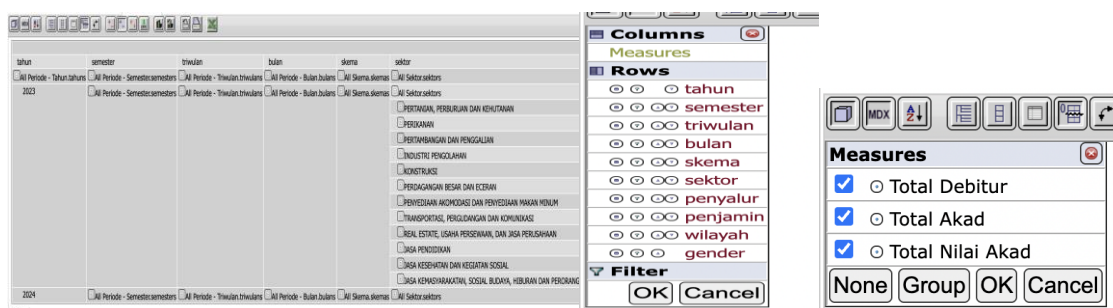 tahun semester triwulan bulan skema sektor
All Periode - Tahun.tahuns All Periode - Semester.semesters All Periode - Triwulan.triwulans All Periode - Bulan.bulans All Skema.skemas All Sektor.sektors
2023 All Periode - Semester.semesters All Periode - Triwulan.triwulans All Periode - Bulan.bulans All Skema.skemas All Sektor.sektors
PERTANIAN, PERBURUAN DAN KEHUTANAN
PERIKANAN
PERTAMBANGAN DAN PENGGALIAN
INDUSTRI PENGOLAHAN
KONSTRUKSI
PERDAGANGAN BESAR DAN ECERAN
PENYEDIAAN AKOMODASI DAN PENYEDIAAN MAKAN MINUM
TRANSPORTASI, PERGUDANGAN DAN KOMUNIKASI
REAL ESTATE, USAHA PERSEWAAN, DAN JASA PERUSAHAAN
JASA PENDIDIKAN
JASA KESEHATAN DAN KEGIATAN SOSIAL
JASA KEMASYARAKATAN, SOSIAL BUDAYA, HIBURAN DAN PERORANG
2024 All Periode - Semester.semesters All Periode - Triwulan.triwulans All Periode - Bulan.bulans All Skema.skemas All Sektor.sektors
Columns
Measures
Rows
tahun
semester
triwulan
bulan
skema
sektor
penyalur
penjamin
wilayah
gender
Filter
OK Cancel
MDX
Measures
Total Debitur
Total Akad
Total Nilai Akad
None Group OK Cancel